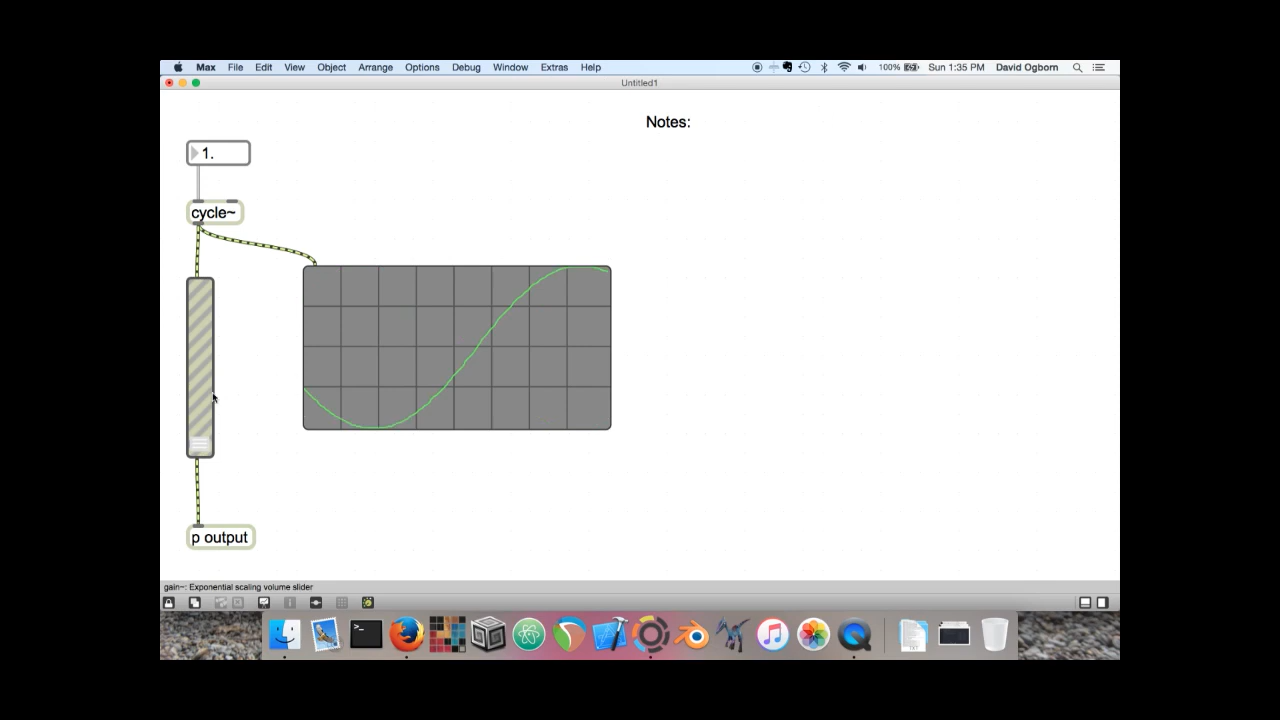 Max File Edit View Object Arrange Options Debug Window Extras Help 100% Sun 1:35 PM David Ogborn
Untitled1
Notes:
1.
cycle~
p output
gain~: Exponential scaling volume slider